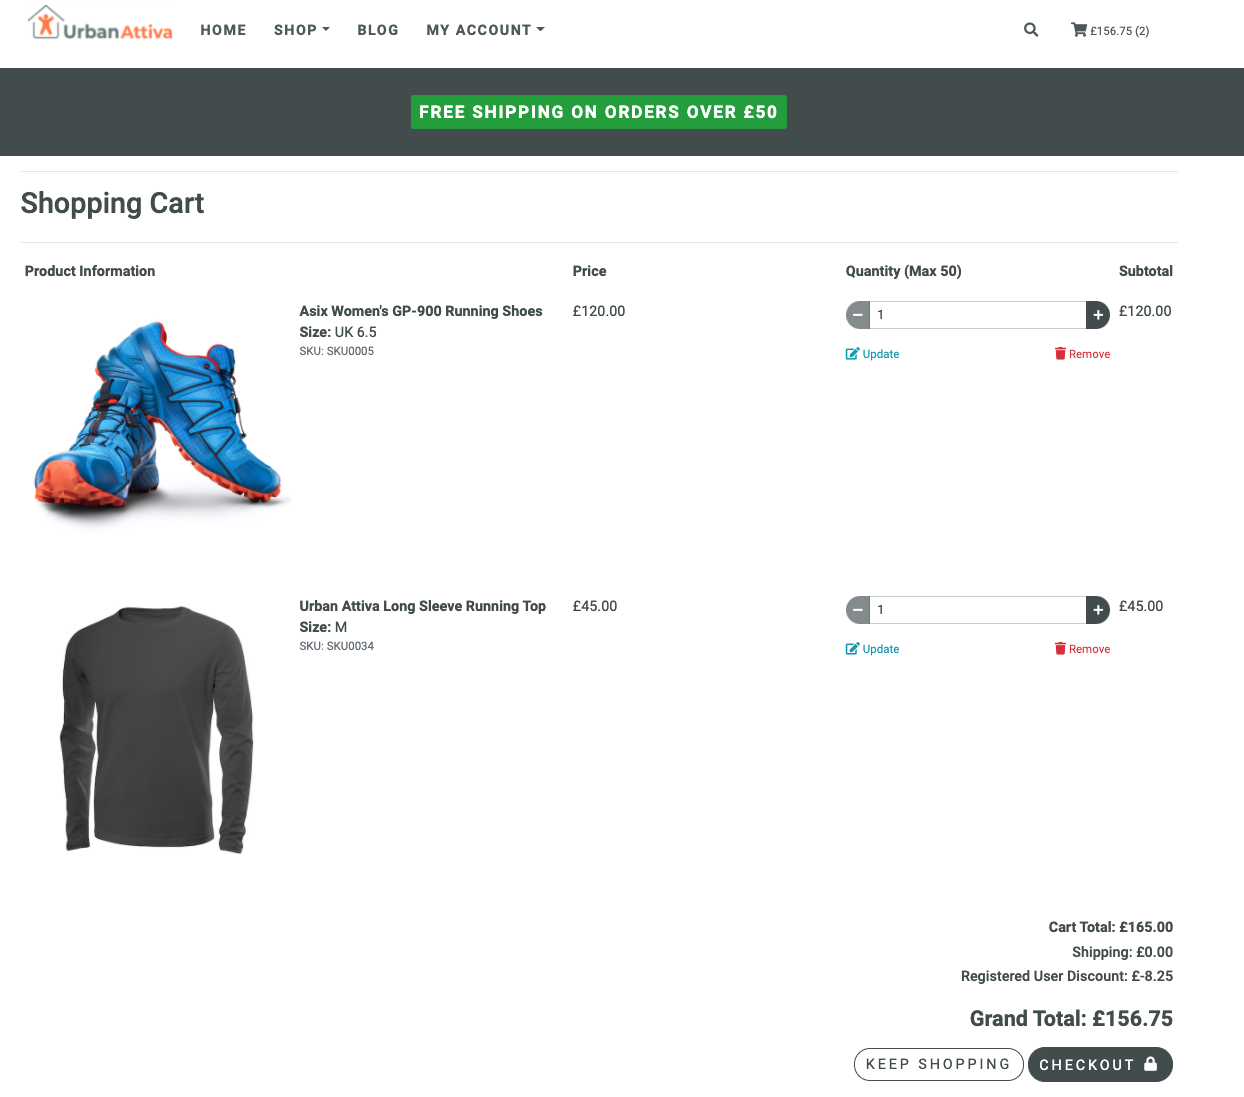 UrbanAttiva
HOME SHOP BLOG MY ACCOUNT £156.75 (2)
FREE SHIPPING ON ORDERS OVER £50
Shopping Cart
Product Information Price Quantity (Max 50) Subtotal
Asix Women's GP-900 Running Shoes £120.00 1 £120.00
Size: UK 6.5
SKU: SKU0005 Update Remove
Urban Attiva Long Sleeve Running Top £45.00 1 £45.00
Size: M
SKU: SKU0034 Update Remove
Cart Total: £165.00
Shipping: £0.00
Registered User Discount: £-8.25
Grand Total: £156.75
KEEP SHOPPING CHECKOUT